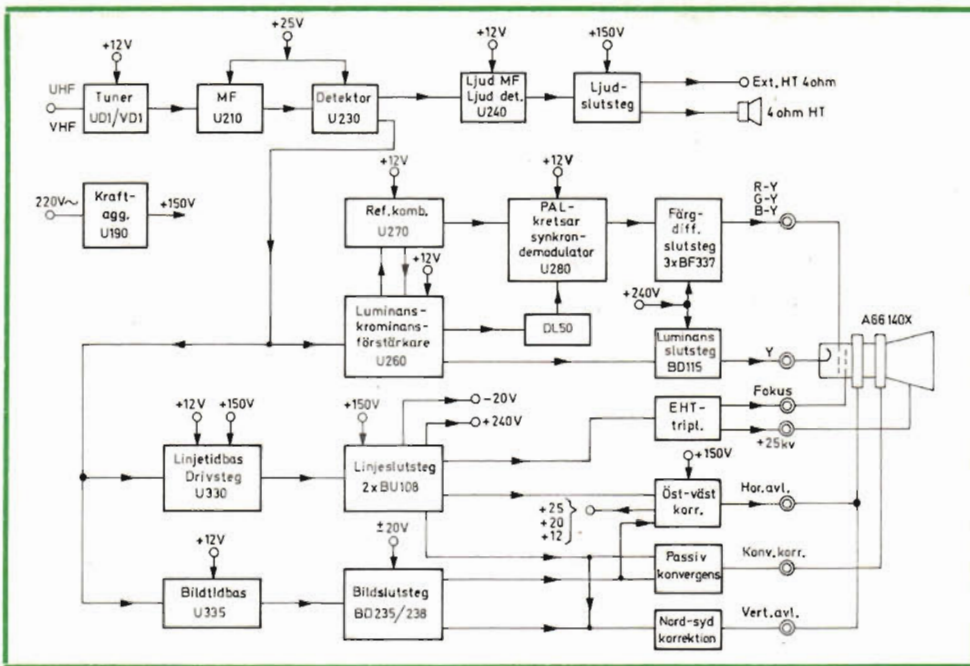 +25V
+12V
+12V
+150V
UHF
VHF
Tuner
UD1/VD1
MF
U210
Detektor
U230
Ljud MF
Ljud det.
U240
Ljud-
slutsteg
Ext. HT 4ohm
4 ohm HT
220V~
Kraft-
agg.
U190
+150V
+12V
Ref. komb.
U270
+12V
PAL-
kretsar
synkron-
demodulator
U280
Färg-
diff.
slutsteg
3xBF337
R-Y
G-Y
B-Y
+12V
Luminans-
krominans-
förstärkare
U260
DL50
+240V
Luminans
slutsteg
BD115
Y
A66140X
+12V
+150V
Linjetidbas
Drivsteg
U330
+150V
-20V
+240V
Linjeslutsteg
2xBU108
EHT-
tripl.
Fokus
+25kv
+150V
Öst-väst
korr.
Hor. avl.
+25
+20
+12
+12V
Bildtidbas
U335
±20V
Bildslutsteg
BD235/238
Passiv
konvergens
Konv. korr.
Nord-syd
korrektion
Vert. avl.